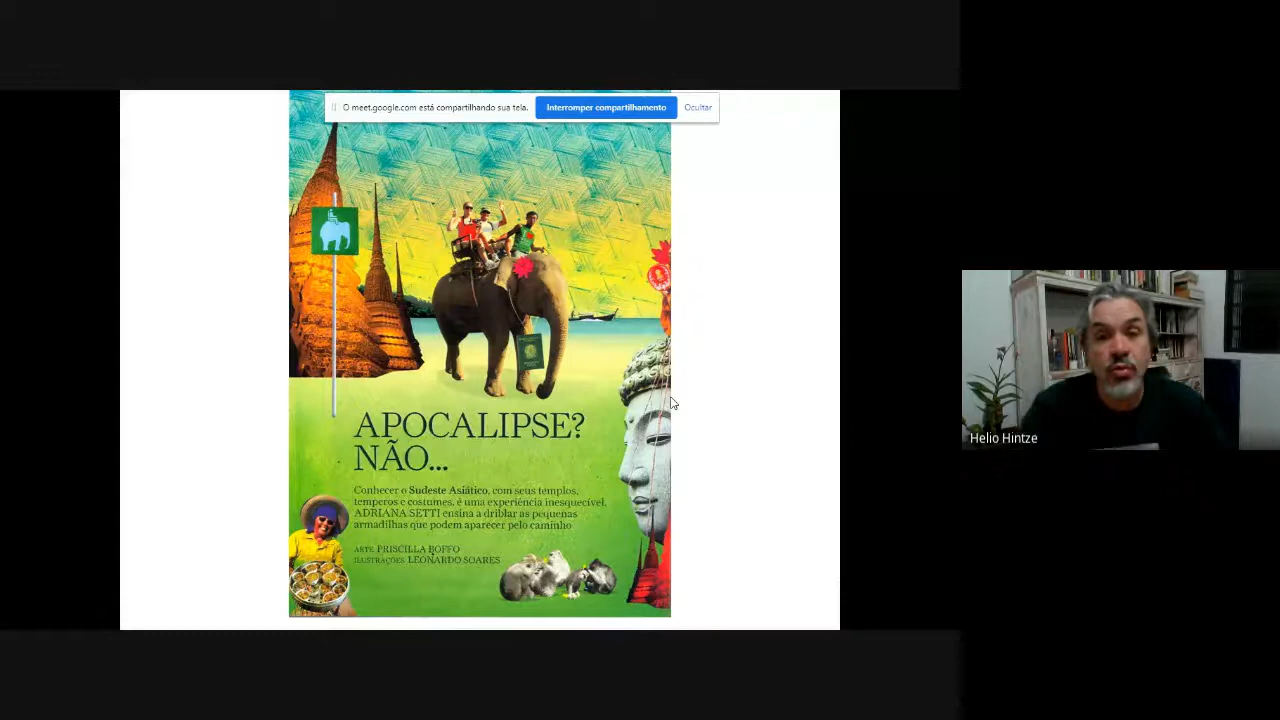 O meet.google.com está compartilhando sua tela.
Interromper compartilhamento
Ocultar
APOCALIPSE?
NÃO...
Conhecer o Sudeste Asiático, com seus templos,
temperos e costumes, é uma experiência inesquecível.
ADRIANA SETTI ensina a driblar as pequenas
armadilhas que podem aparecer pelo caminho
ARTE PRISCILLA BOFFO
ILUSTRAÇÕES LEONARDO SOARES
Helio Hintze